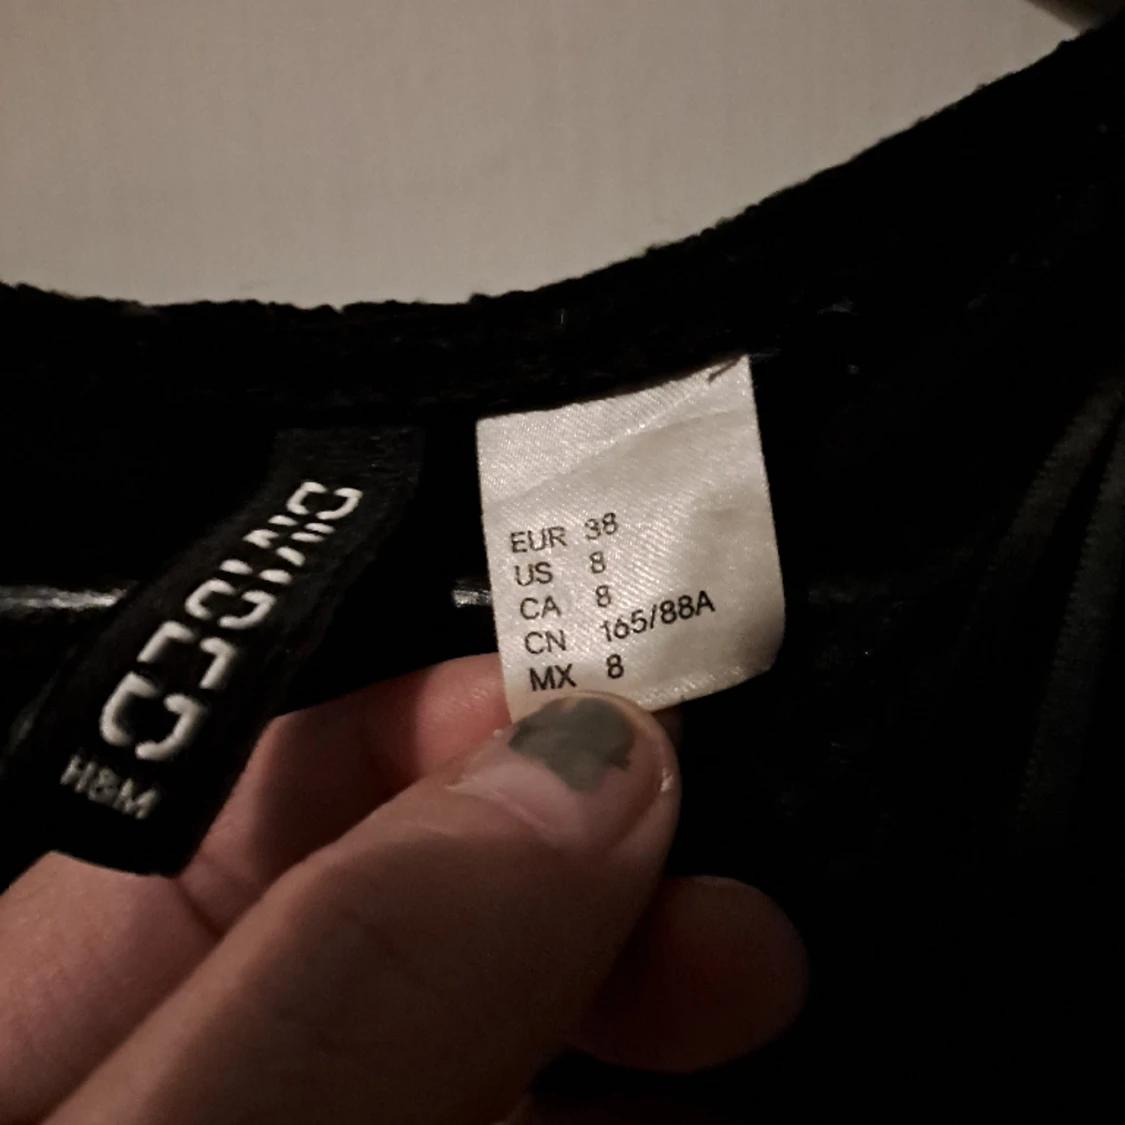 DIVIDED
H&M
EUR 38
US 8
CA 8
CN 165/88A
MX 8